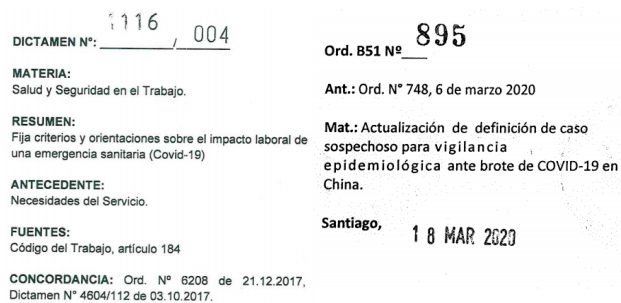 DICTAMEN N°: 1116 / 004
MATERIA:
Salud y Seguridad en el Trabajo.
RESUMEN:
Fija criterios y orientaciones sobre el impacto laboral de
una emergencia sanitaria (Covid-19)
ANTECEDENTE:
Necesidades del Servicio.
FUENTES:
Código del Trabajo, artículo 184
CONCORDANCIA: Ord. Nº 6208 de 21.12.2017,
Dictamen N° 4604/112 de 03.10.2017.
Ord. B51 Nº 895
Ant.: Ord. N° 748, 6 de marzo 2020
Mat.: Actualización de definición de caso
sospechoso para vigilancia
epidemiológica ante brote de COVID-19 en
China.
Santiago, 18 MAR 2020